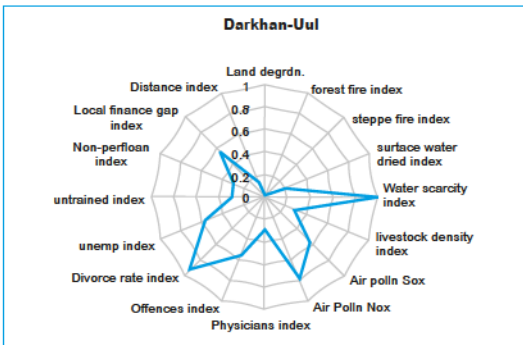 Darkhan-Uul
Land degrdn.
forest fire index
steppe fire index
surtace water
dried index
Water scarcity
index
livestock density
index
Air polln Sox
Air Polln Nox
Physicians index
Offences index
Divorce rate index
unemp index
untrained index
Non-perfloan
index
Local finance gap
index
Distance index
1
0.8
0.6
0.4
0.2
0